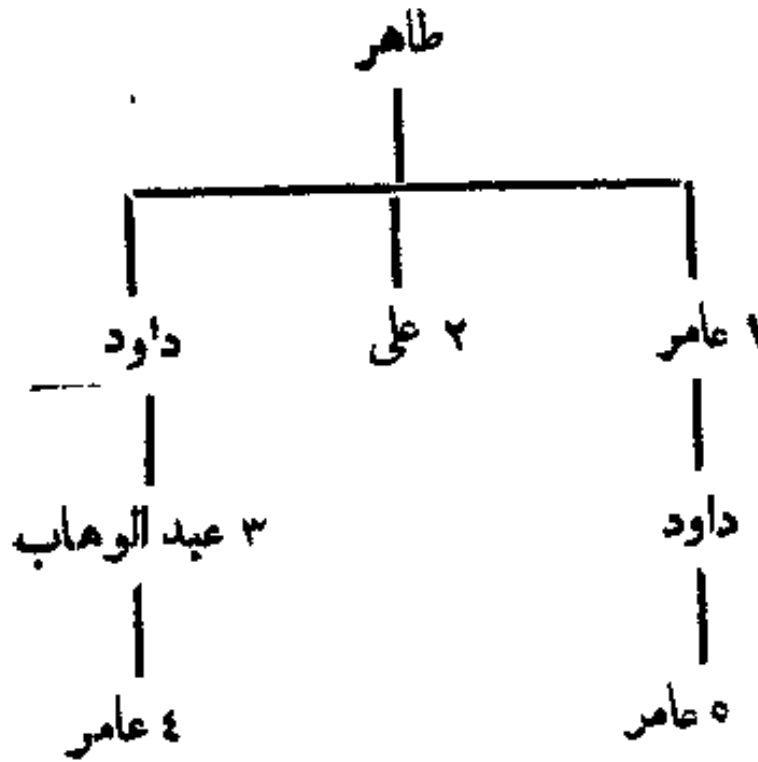 طاهر
١ عامر ٢ على داود
داود ٣ عبد الوهاب
٥ عامر ٤ عامر